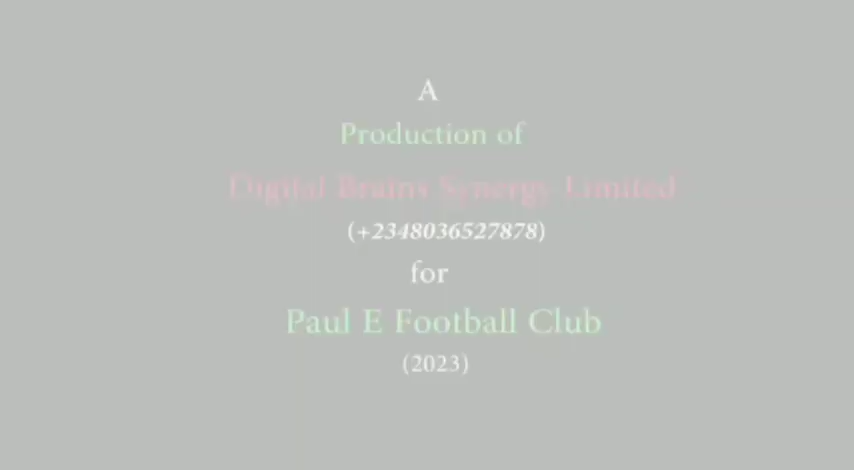 A
Production of
Digital Brains Synergy Limited
(+2348036527878)
for
Paul E Football Club
(2023)